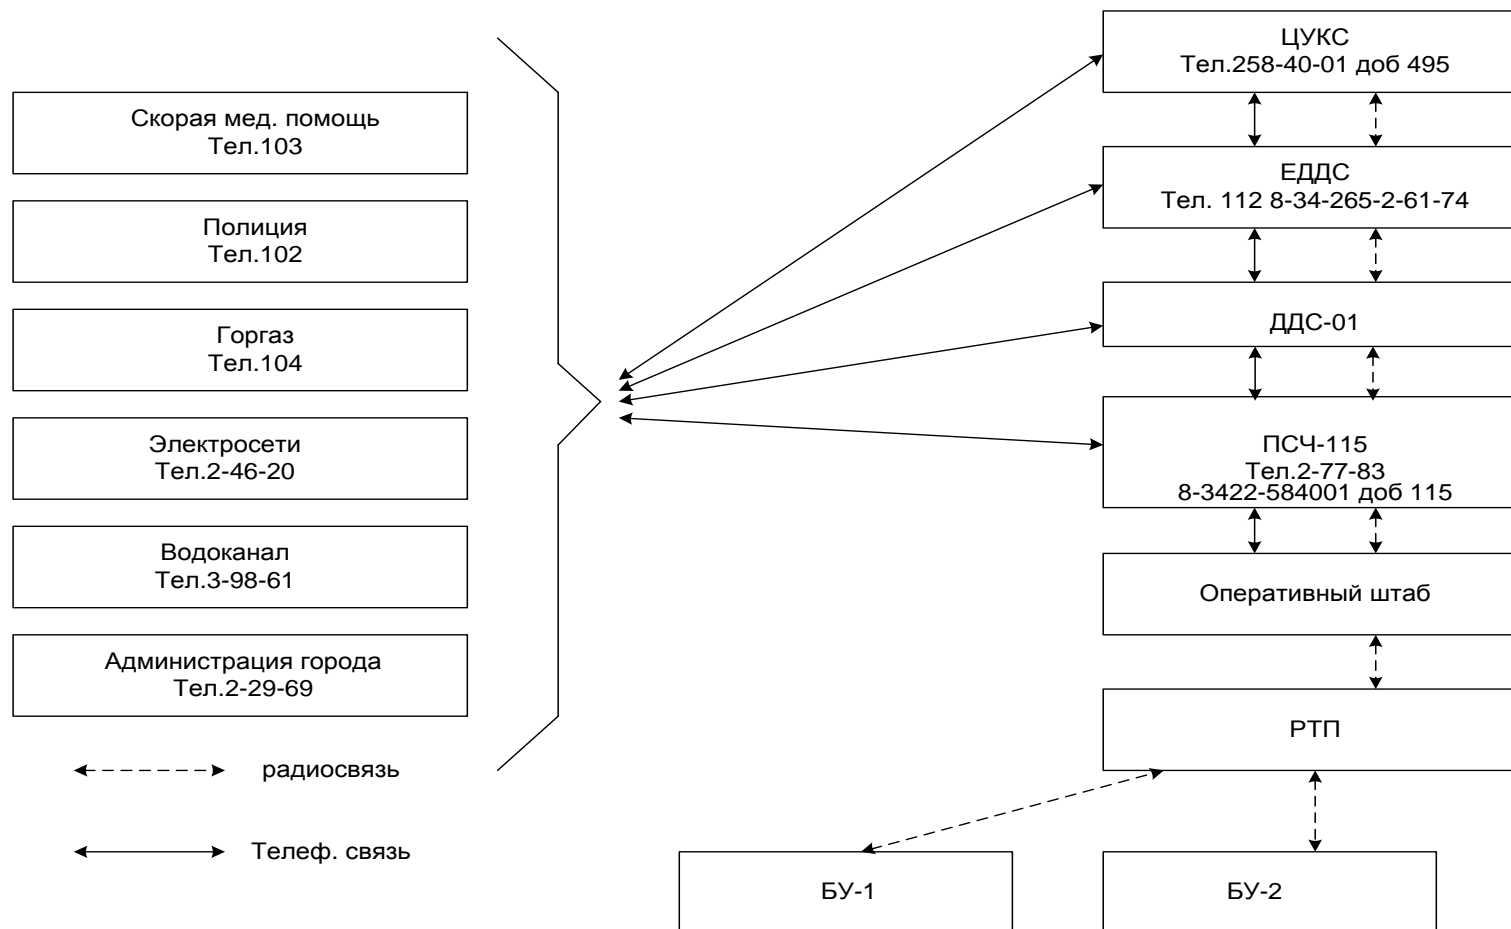 Скорая мед. помощь
Тел.103
Полиция
Тел.102
Горгаз
Тел.104
Электросети
Тел.2-46-20
Водоканал
Тел.3-98-61
Администрация города
Тел.2-29-69
радиосвязь
Телеф. связь
ЦУКС
Тел.258-40-01 доб 495
ЕДДС
Тел. 112 8-34-265-2-61-74
ДДС-01
ПСЧ-115
Тел.2-77-83
8-3422-584001 доб 115
Оперативный штаб
РТП
БУ-1
БУ-2